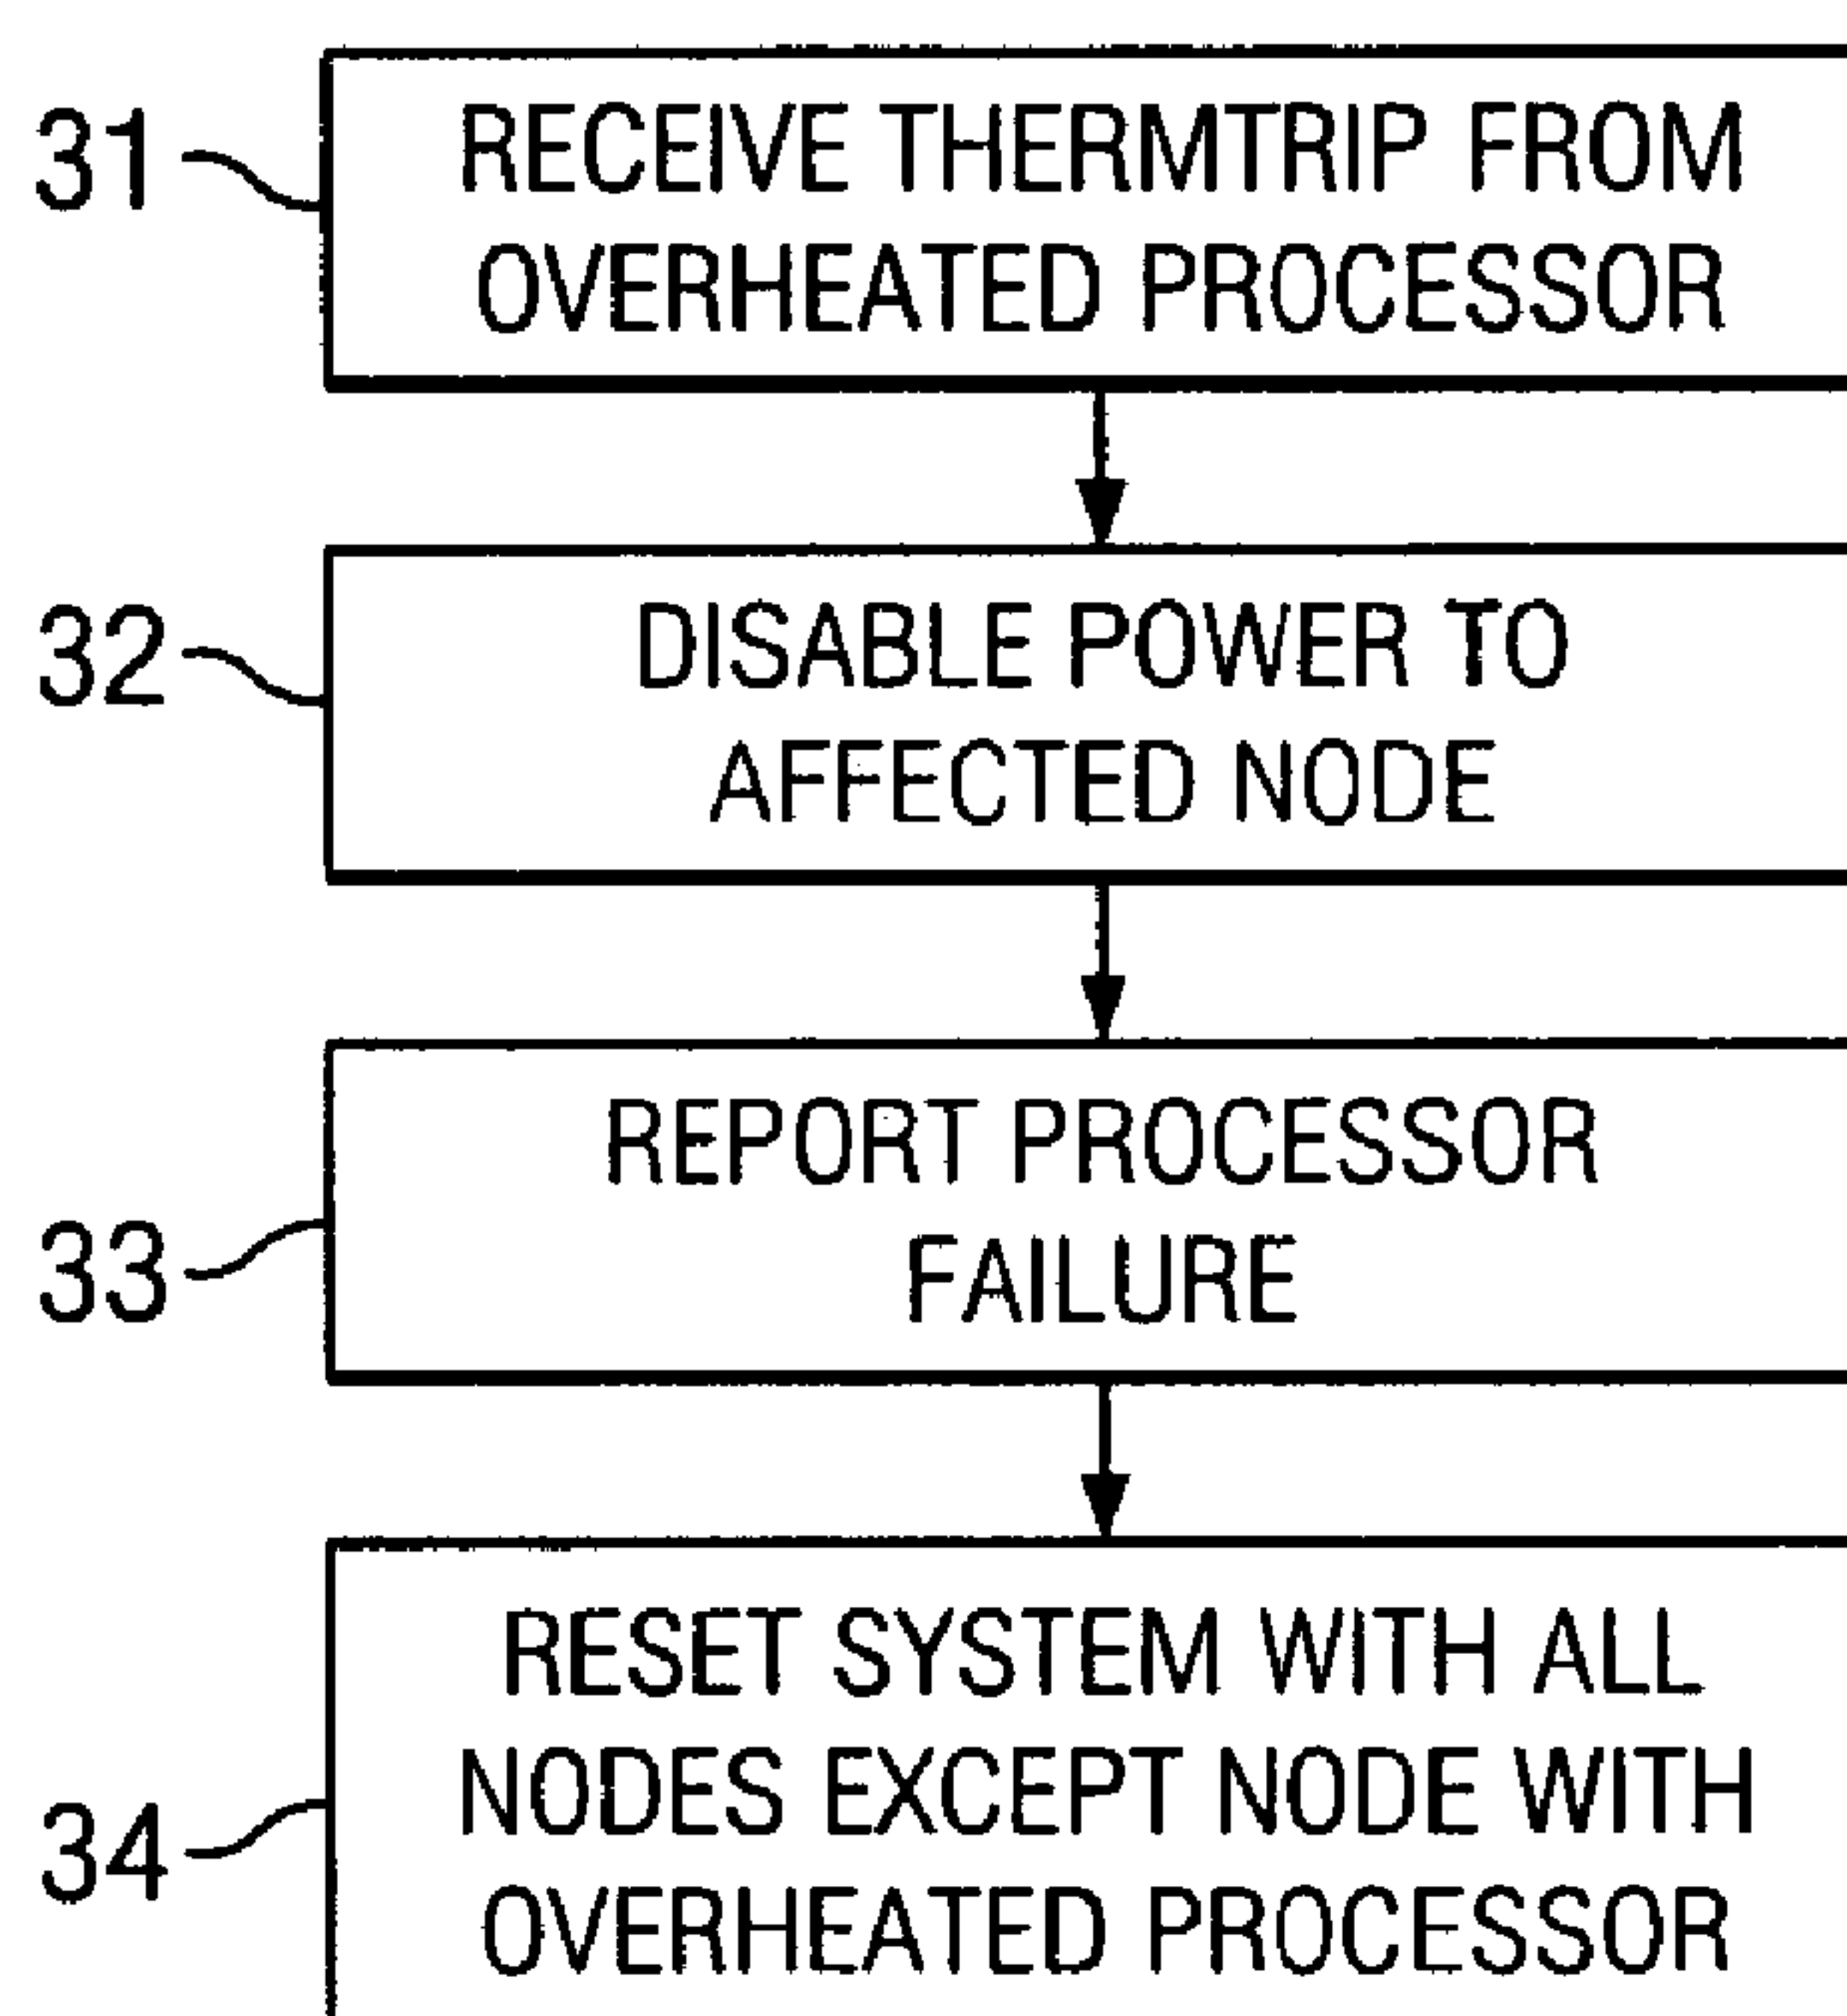 31
RECEIVE THERMTRIP FROM
OVERHEATED PROCESSOR
32
DISABLE POWER TO
AFFECTED NODE
33
REPORT PROCESSOR
FAILURE
34
RESET SYSTEM WITH ALL
NODES EXCEPT NODE WITH
OVERHEATED PROCESSOR